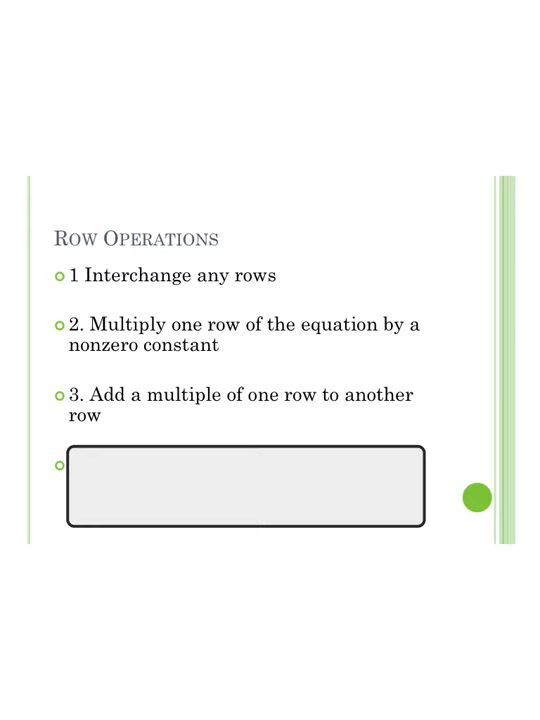 Row Operations
1 Interchange any rows
2. Multiply one row of the equation by a
nonzero constant
3. Add a multiple of one row to another
row